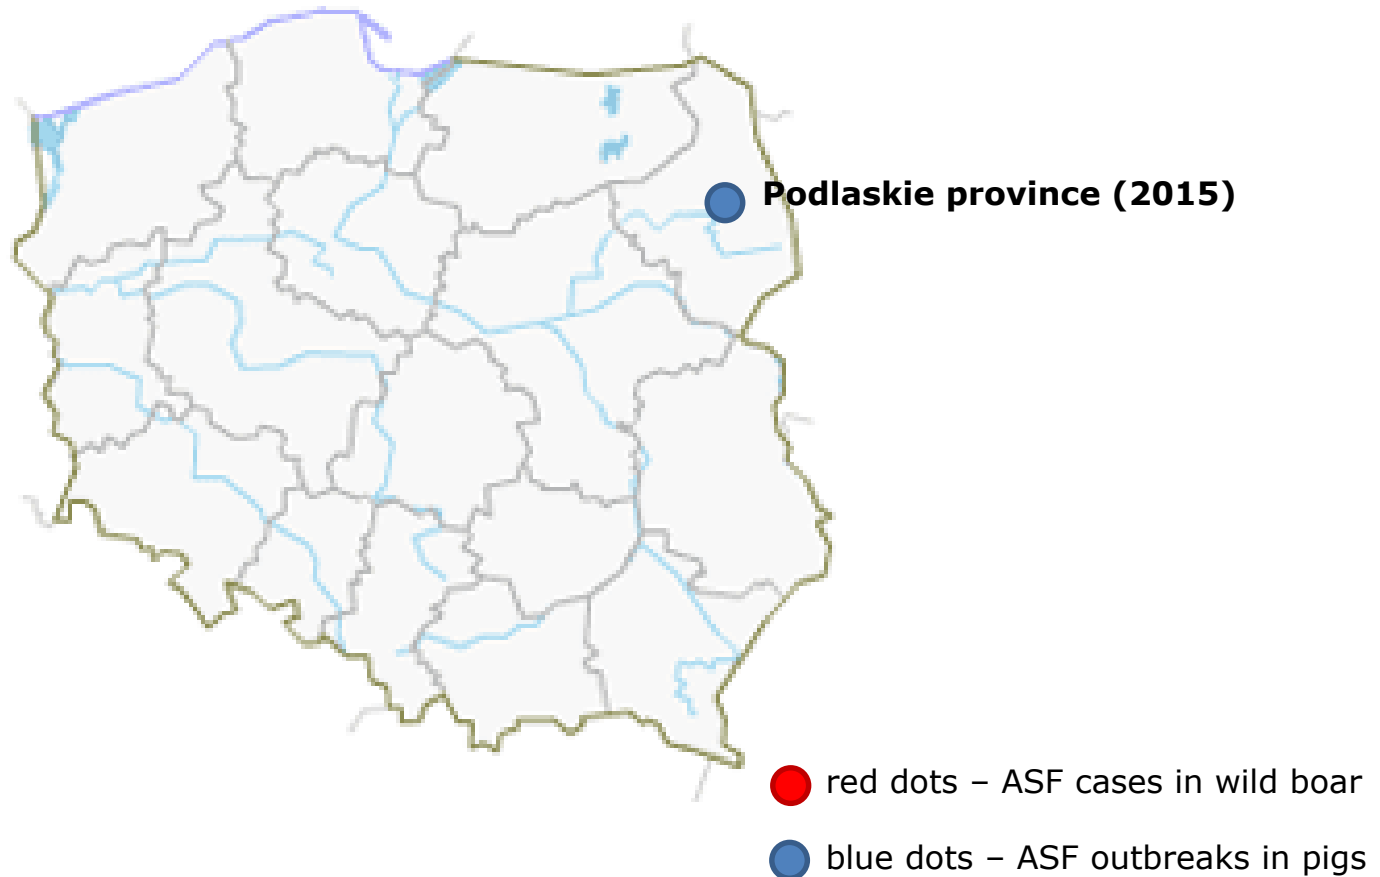 Podlaskie province (2015)
red dots – ASF cases in wild boar
blue dots – ASF outbreaks in pigs